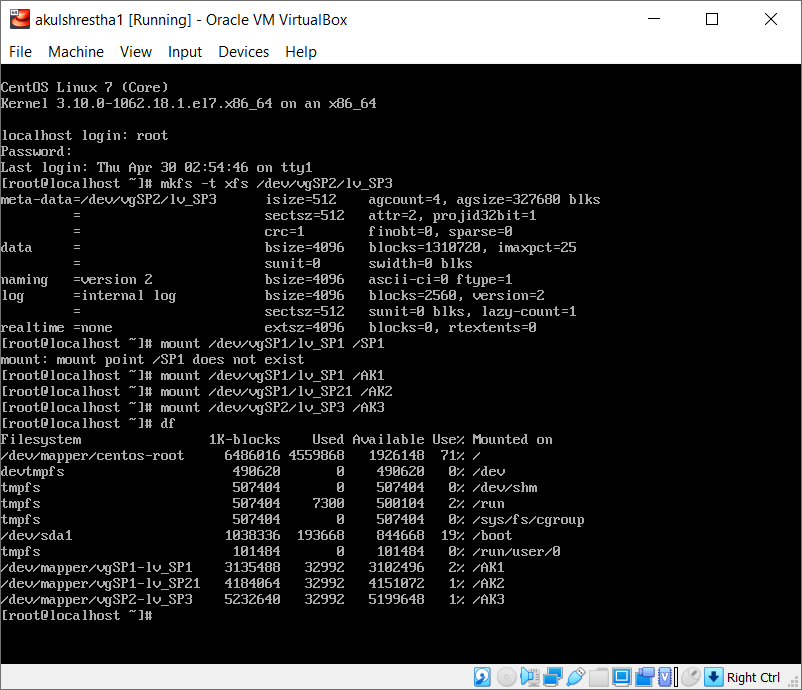 akulshrestha1 [Running] - Oracle VM VirtualBox
File Machine View Input Devices Help
CentOS Linux 7 (Core)
Kernel 3.10.0-1062.18.1.el7.x86_64 on an x86_64
localhost login: root
Password:
Last login: Thu Apr 30 02:54:46 on tty1
[root@localhost ~]# mkfs -t xfs /dev/vgSP2/lv_SP3
meta-data=/dev/vgSP2/lv_SP3 isize=512 agcount=4, agsize=327680 blks
= sectsz=512 attr=2, projid32bit=1
= crc=1 finobt=0, sparse=0
data = bsize=4096 blocks=1310720, imaxpct=25
= sunit=0 swidth=0 blks
naming =version 2 bsize=4096 ascii-ci=0 ftype=1
log =internal log bsize=4096 blocks=2560, version=2
= sectsz=512 sunit=0 blks, lazy-count=1
realtime =none extsz=4096 blocks=0, rtextents=0
[root@localhost ~]# mount /dev/vgSP1/lv_SP1 /SP1
mount: mount point /SP1 does not exist
[root@localhost ~]# mount /dev/vgSP1/lv_SP1 /AK1
[root@localhost ~]# mount /dev/vgSP1/lv_SP21 /AK2
[root@localhost ~]# mount /dev/vgSP2/lv_SP3 /AK3
[root@localhost ~]# df
Filesystem 1K-blocks Used Available Use% Mounted on
/dev/mapper/centos-root 6486016 4559868 1926148 71% /
devtmpfs 490620 0 490620 0% /dev
tmpfs 507404 0 507404 0% /dev/shm
tmpfs 507404 7300 500104 2% /run
tmpfs 507404 0 507404 0% /sys/fs/cgroup
/dev/sda1 1038336 193668 844668 19% /boot
tmpfs 101484 0 101484 0% /run/user/0
/dev/mapper/vgSP1-lv_SP1 3135488 32992 3102496 2% /AK1
/dev/mapper/vgSP1-lv_SP21 4184064 32992 4151072 1% /AK2
/dev/mapper/vgSP2-lv_SP3 5232640 32992 5199648 1% /AK3
[root@localhost ~]#
Right Ctrl